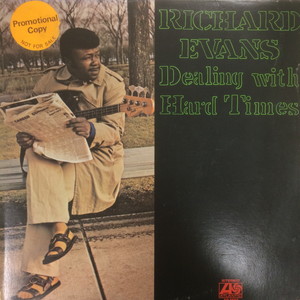 Promotional
Copy
NOT FOR SALE
RICHARD
EVANS
Dealing with
Hard Times